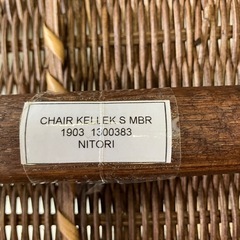 CHAIR KELLEK S MBR
1903 1300383
NITORI